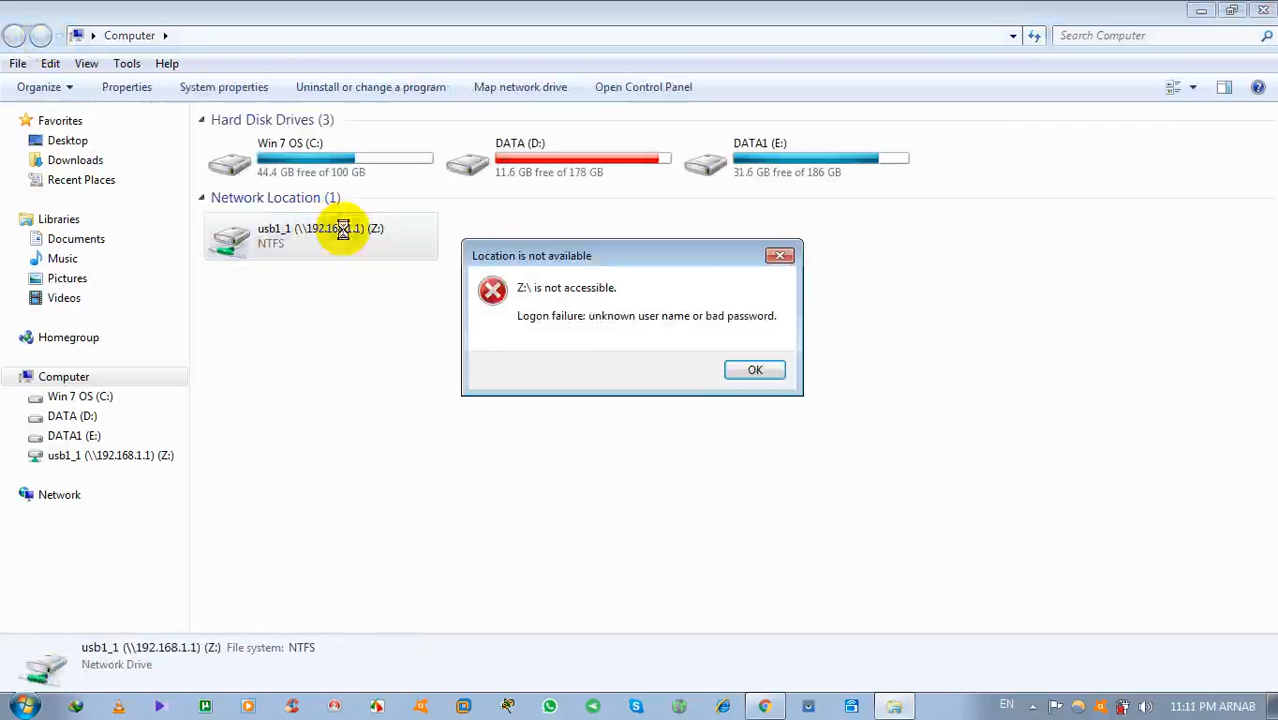 Computer
Search Computer
File Edit View Tools Help
Organize Properties System properties Uninstall or change a program Map network drive Open Control Panel
Favorites
Desktop
Downloads
Recent Places
Libraries
Documents
Music
Pictures
Videos
Homegroup
Computer
Win 7 OS (C:)
DATA (D:)
DATA1 (E:)
usb1_1 (\\192.168.1.1) (Z:)
Network
Hard Disk Drives (3)
Win 7 OS (C:)
44.4 GB free of 100 GB
DATA (D:)
11.6 GB free of 178 GB
DATA1 (E:)
31.6 GB free of 186 GB
Network Location (1)
usb1_1 (\\192.168.1.1) (Z:)
NTFS
Location is not available
Z:\ is not accessible.
Logon failure: unknown user name or bad password.
OK
usb1_1 (\\192.168.1.1) (Z:) File system: NTFS
Network Drive
EN
11:11 PM ARNAB